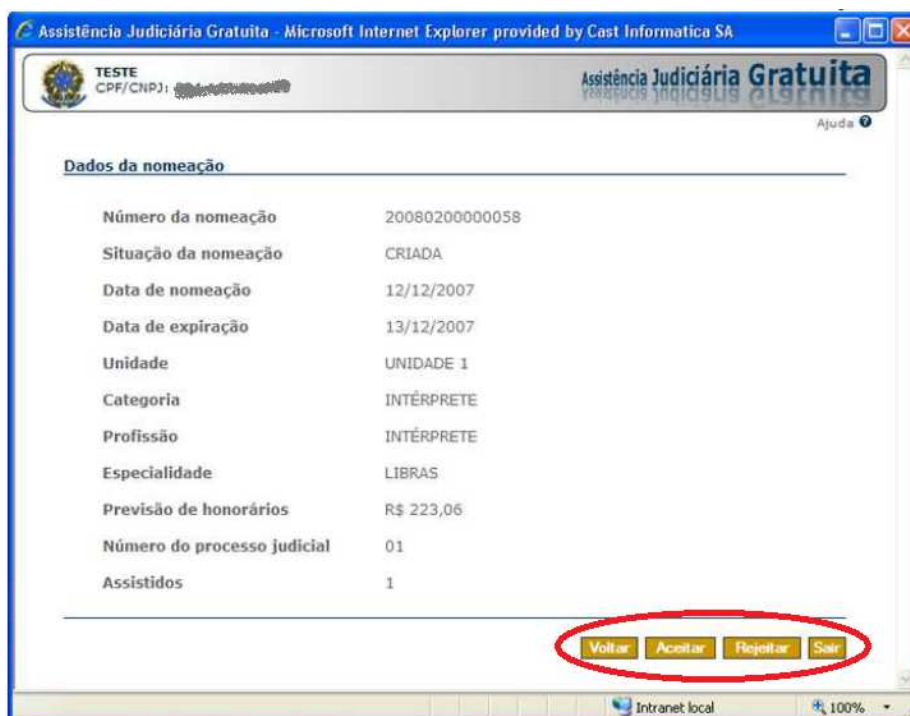 Assistência Judiciária Gratuita - Microsoft Internet Explorer provided by Cast Informatica SA
TESTE
CPF/CNPJ:
Assistência Judiciária Gratuita
Ajuda
Dados da nomeação
Número da nomeação 20080200000058
Situação da nomeação CRIADA
Data de nomeação 12/12/2007
Data de expiração 13/12/2007
Unidade UNIDADE 1
Categoria INTÉRPRETE
Profissão INTÉRPRETE
Especialidade LIBRAS
Previsão de honorários R$ 223,06
Número do processo judicial 01
Assistidos 1
Voltar Aceitar Rejeitar Sair
Intranet local 100%